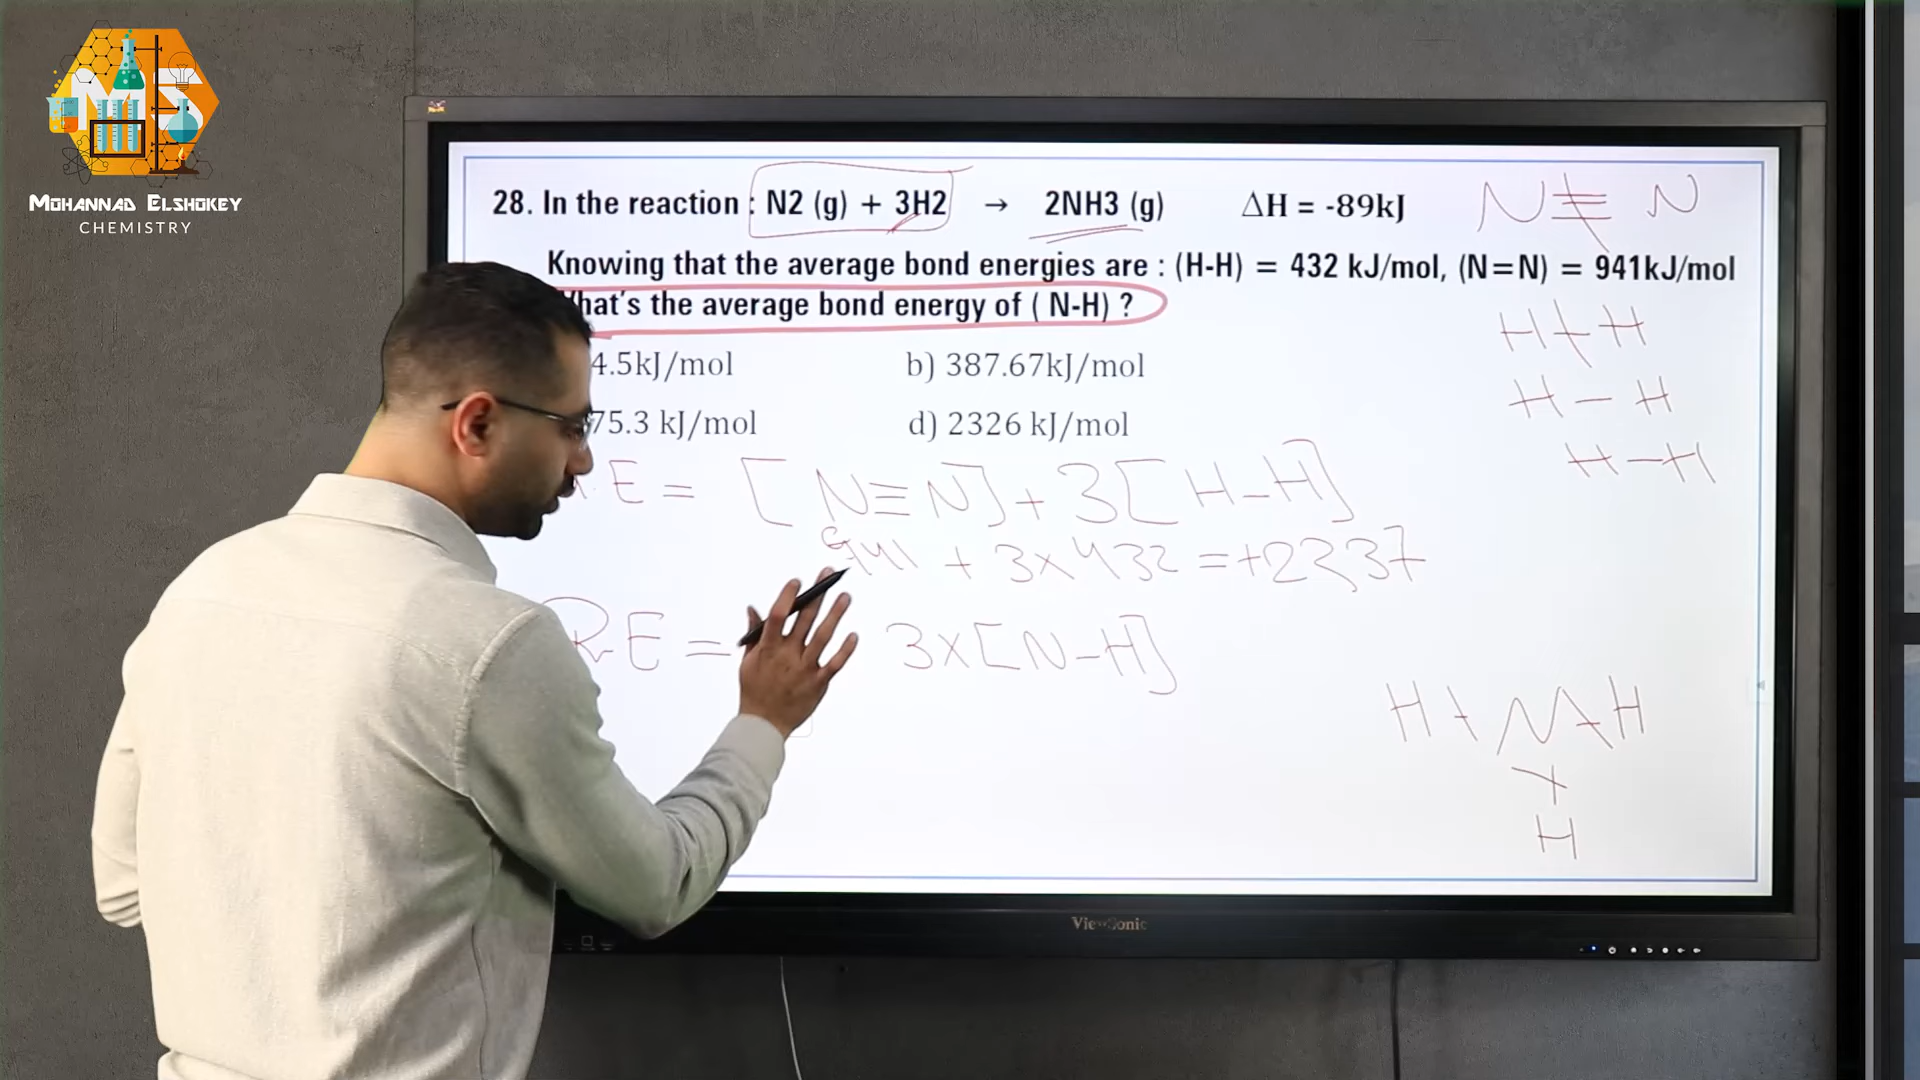 MS
MOHANNAD ELSHOKEY
CHEMISTRY
28. In the reaction : N2 (g) + 3H2 → 2NH3 (g) ΔH = -89kJ
N≡N
Knowing that the average bond energies are : (H-H) = 432 kJ/mol, (N=N) = 941kJ/mol
hat's the average bond energy of ( N-H) ?
H-H
4.5kJ/mol b) 387.67kJ/mol
H-H
75.3 kJ/mol d) 2326 kJ/mol
H-H
E = [N≡N]+3[H-H]
941 + 3x432 =+2237
RE = 3x[N-H]
H-N-H
H
ViewSonic